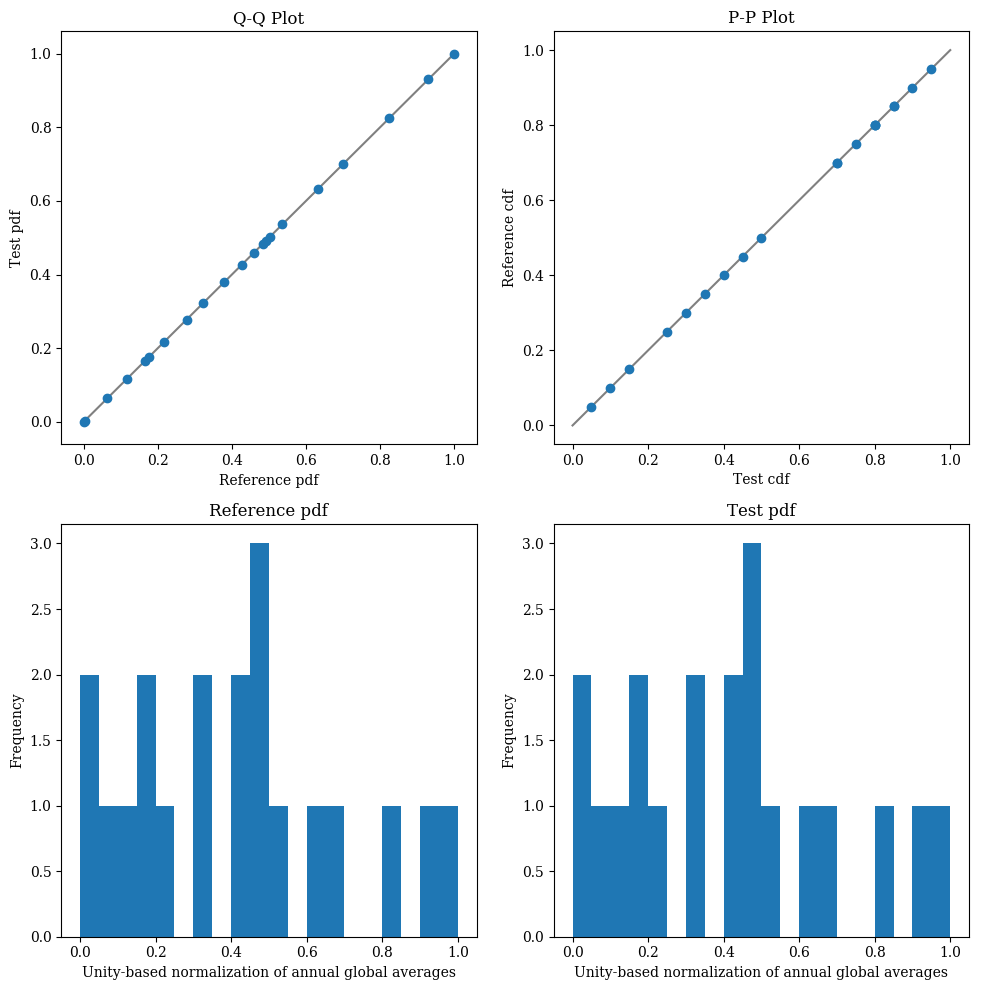 Q-Q Plot
1.0
0.8
0.6
0.4
0.2
0.0
Test pdf
0.0 0.2 0.4 0.6 0.8 1.0
Reference pdf
P-P Plot
1.0
0.8
0.6
0.4
0.2
0.0
Reference cdf
0.0 0.2 0.4 0.6 0.8 1.0
Test cdf
Reference pdf
3.0
2.5
2.0
1.5
1.0
0.5
0.0
Frequency
0.0 0.2 0.4 0.6 0.8 1.0
Unity-based normalization of annual global averages
Test pdf
3.0
2.5
2.0
1.5
1.0
0.5
0.0
Frequency
0.0 0.2 0.4 0.6 0.8 1.0
Unity-based normalization of annual global averages